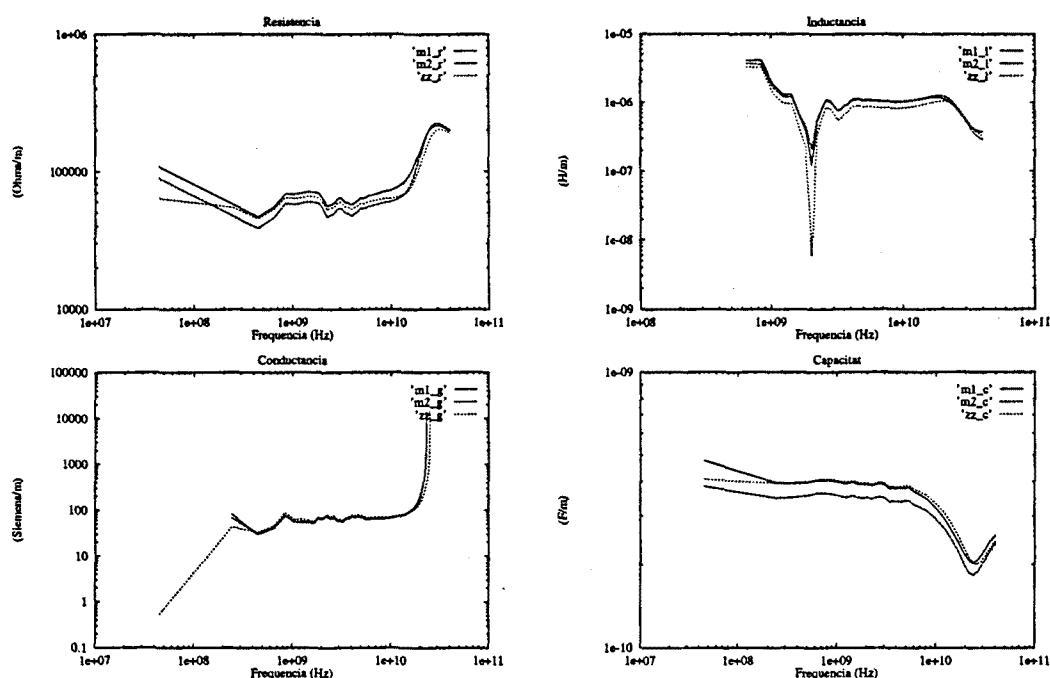 Resistencia
1e+06
'm1_r'
'm2_r'
'zz_r'
100000
(Ohms/m)
10000
1e+07 1e+08 1e+09 1e+10 1e+11
Frequencia (Hz)
Inductancia
1e-05
'm1_l'
'm2_l'
'zz_l'
1e-06
(H/m)
1e-07
1e-08
1e-09
1e+08 1e+09 1e+10 1e+11
Frequencia (Hz)
Conductancia
100000
'm1_g'
'm2_g'
'zz_g'
10000
1000
(Siemens/m)
100
10
1
0.1
1e+07 1e+08 1e+09 1e+10 1e+11
Frequencia (Hz)
Capacitat
1e-09
'm1_c'
'm2_c'
'zz_c'
(F/m)
1e-10
1e+07 1e+08 1e+09 1e+10 1e+11
Frequencia (Hz)